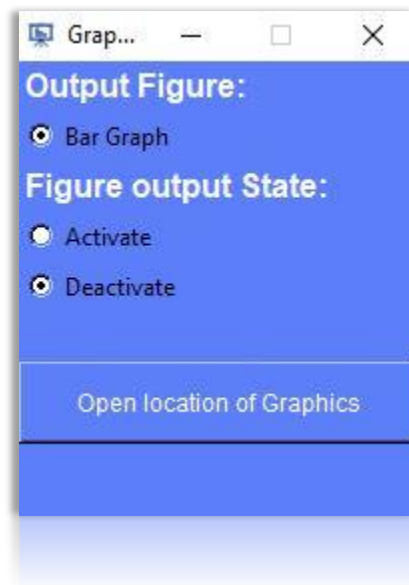 Grap...
Output Figure:
Bar Graph
Figure output State:
Activate
Deactivate
Open location of Graphics